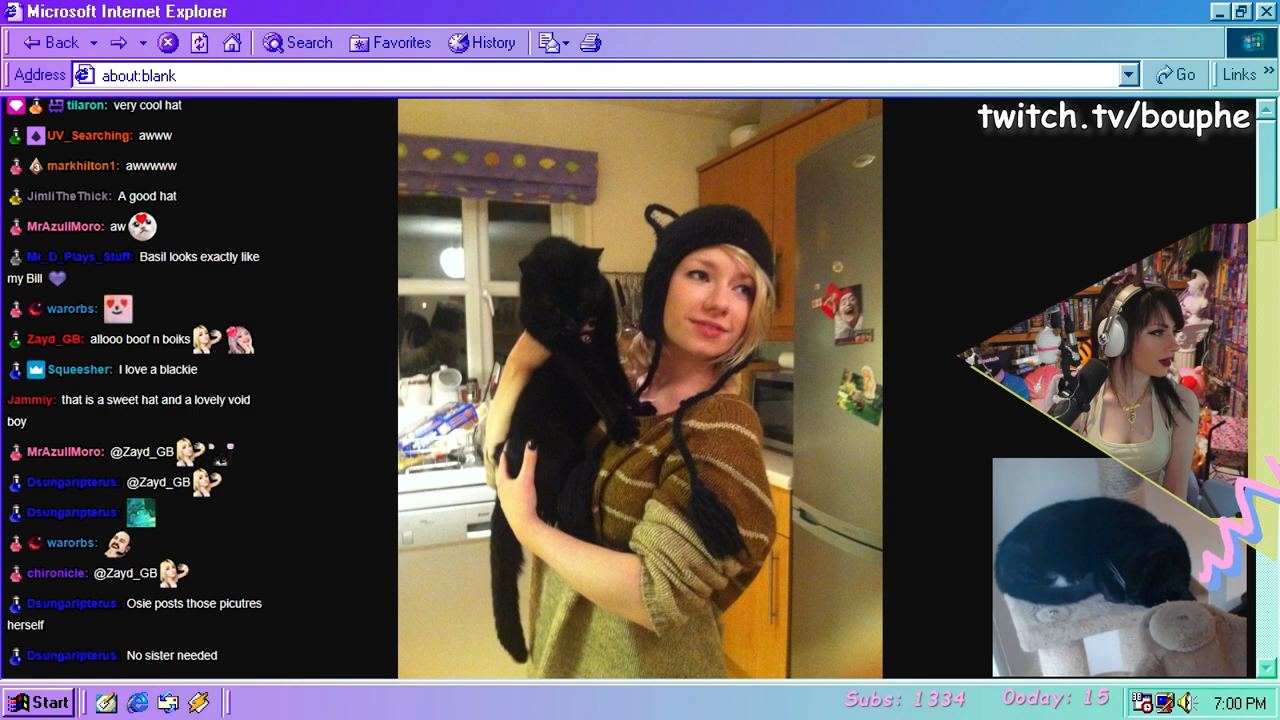 Microsoft Internet Explorer
Back
Search
Favorites
History
Address
about:blank
Go
Links
tilaron: very cool hat
UV_Searching: awww
markhilton1: awwwww
JimliTheThick: A good hat
MrAzullMoro: aw
Mr_D_Plays_Stuff: Basil looks exactly like
my Bill
warorbs:
Zayd_GB: allooo boof n boiks
Squeesher: I love a blackie
Jammiy: that is a sweet hat and a lovely void
boy
MrAzullMoro: @Zayd_GB
Dsungaripterus: @Zayd_GB
Dsungaripterus:
warorbs:
chironicle: @Zayd_GB
Dsungaripterus: Osie posts those picutres
herself
Dsungaripterus: No sister needed
twitch.tv/bouphe
Start
Subs: 1334
Ooday: 15
7:00 PM